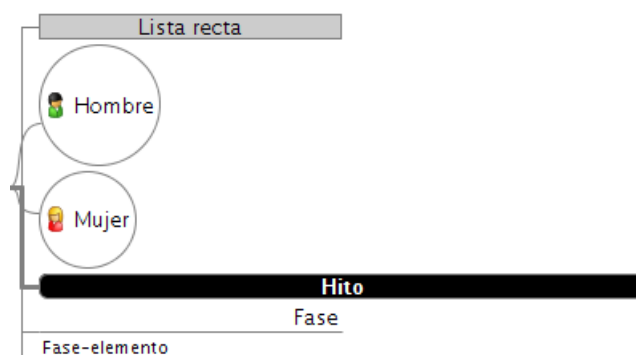 Lista recta
Hombre
Mujer
Hito
Fase
Fase-elemento